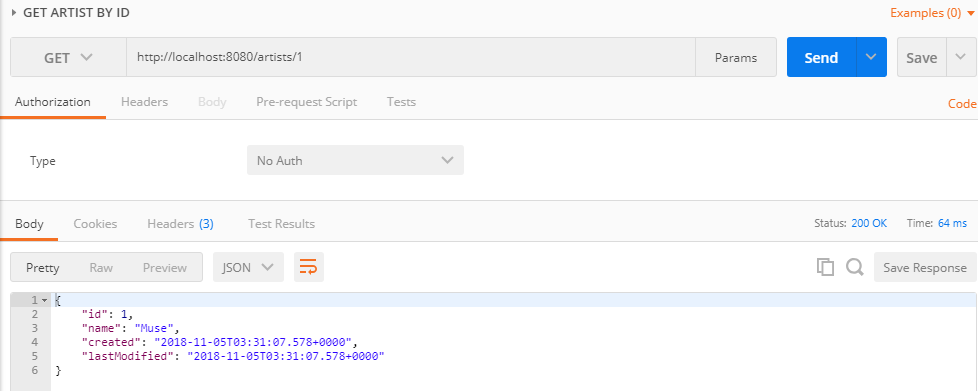 GET ARTIST BY ID Examples (0)
GET http://localhost:8080/artists/1 Params Send Save
Authorization Headers Body Pre-request Script Tests Code
Type No Auth
Body Cookies Headers (3) Test Results Status: 200 OK Time: 64 ms
Pretty Raw Preview JSON Save Response
1 {
2 "id": 1,
3 "name": "Muse",
4 "created": "2018-11-05T03:31:07.578+0000",
5 "lastModified": "2018-11-05T03:31:07.578+0000"
6 }